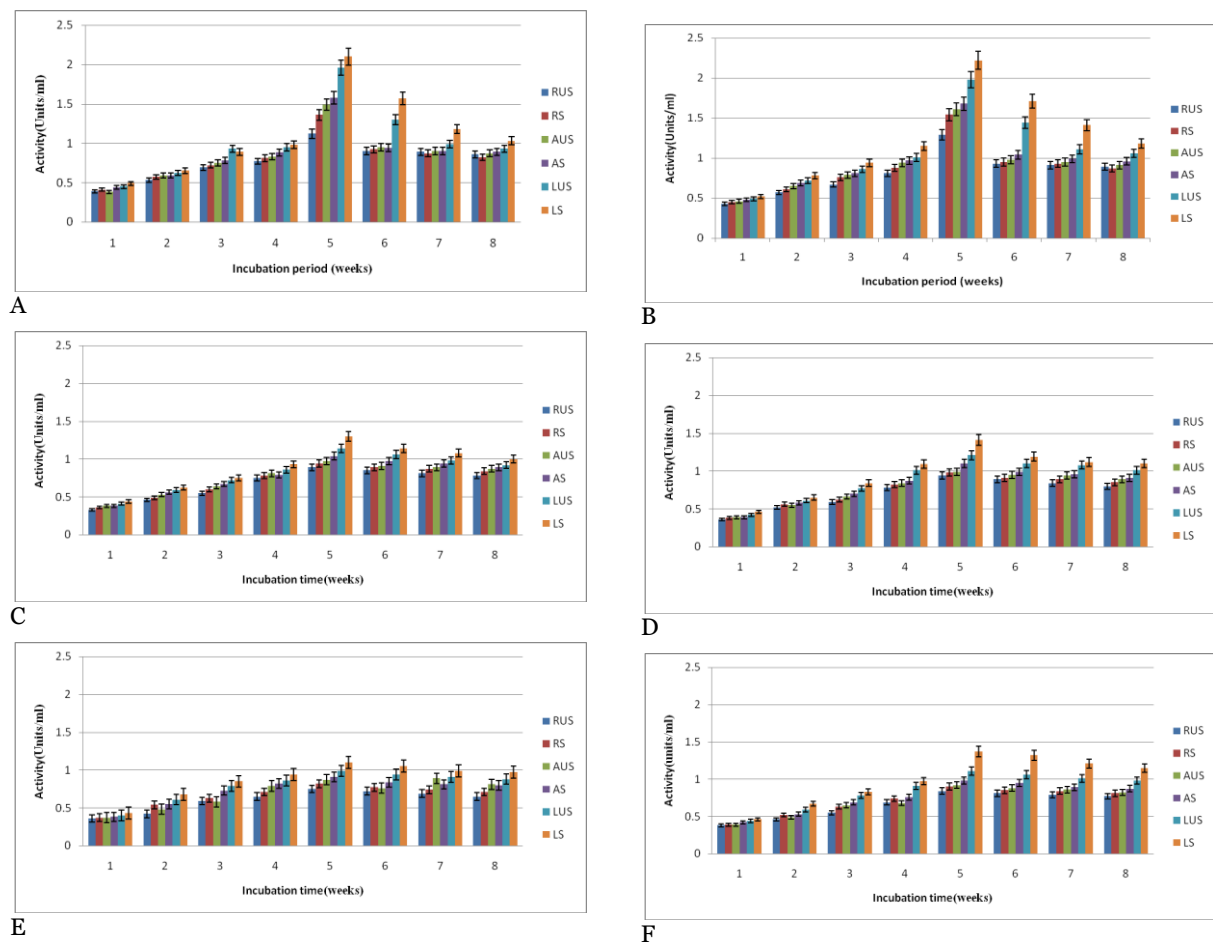 2.5
2
1.5
1
0.5
0
Activity(Units/ml)
1 2 3 4 5 6 7 8
Incubation period (weeks)
RUS
RS
AUS
AS
LUS
LS
A
2.5
2
1.5
1
0.5
0
Activity(Units/ml)
1 2 3 4 5 6 7 8
Incubation period (weeks)
RUS
RS
AUS
AS
LUS
LS
B
2.5
2
1.5
1
0.5
0
Activity(Units/ml)
1 2 3 4 5 6 7 8
Incubation time(weeks)
RUS
RS
AUS
AS
LUS
LS
C
2.5
2
1.5
1
0.5
0
Activity(Units/ml)
1 2 3 4 5 6 7 8
Incubation time(weeks)
RUS
RS
AUS
AS
LUS
LS
D
2.5
2
1.5
1
0.5
0
Activity(Units/ml)
1 2 3 4 5 6 7 8
Incubation time(weeks)
RUS
RS
AUS
AS
LUS
LS
E
2.5
2
1.5
1
0.5
0
Activity(units/ml)
1 2 3 4 5 6 7 8
Incubation time(weeks)
RUS
RS
AUS
AS
LUS
LS
F